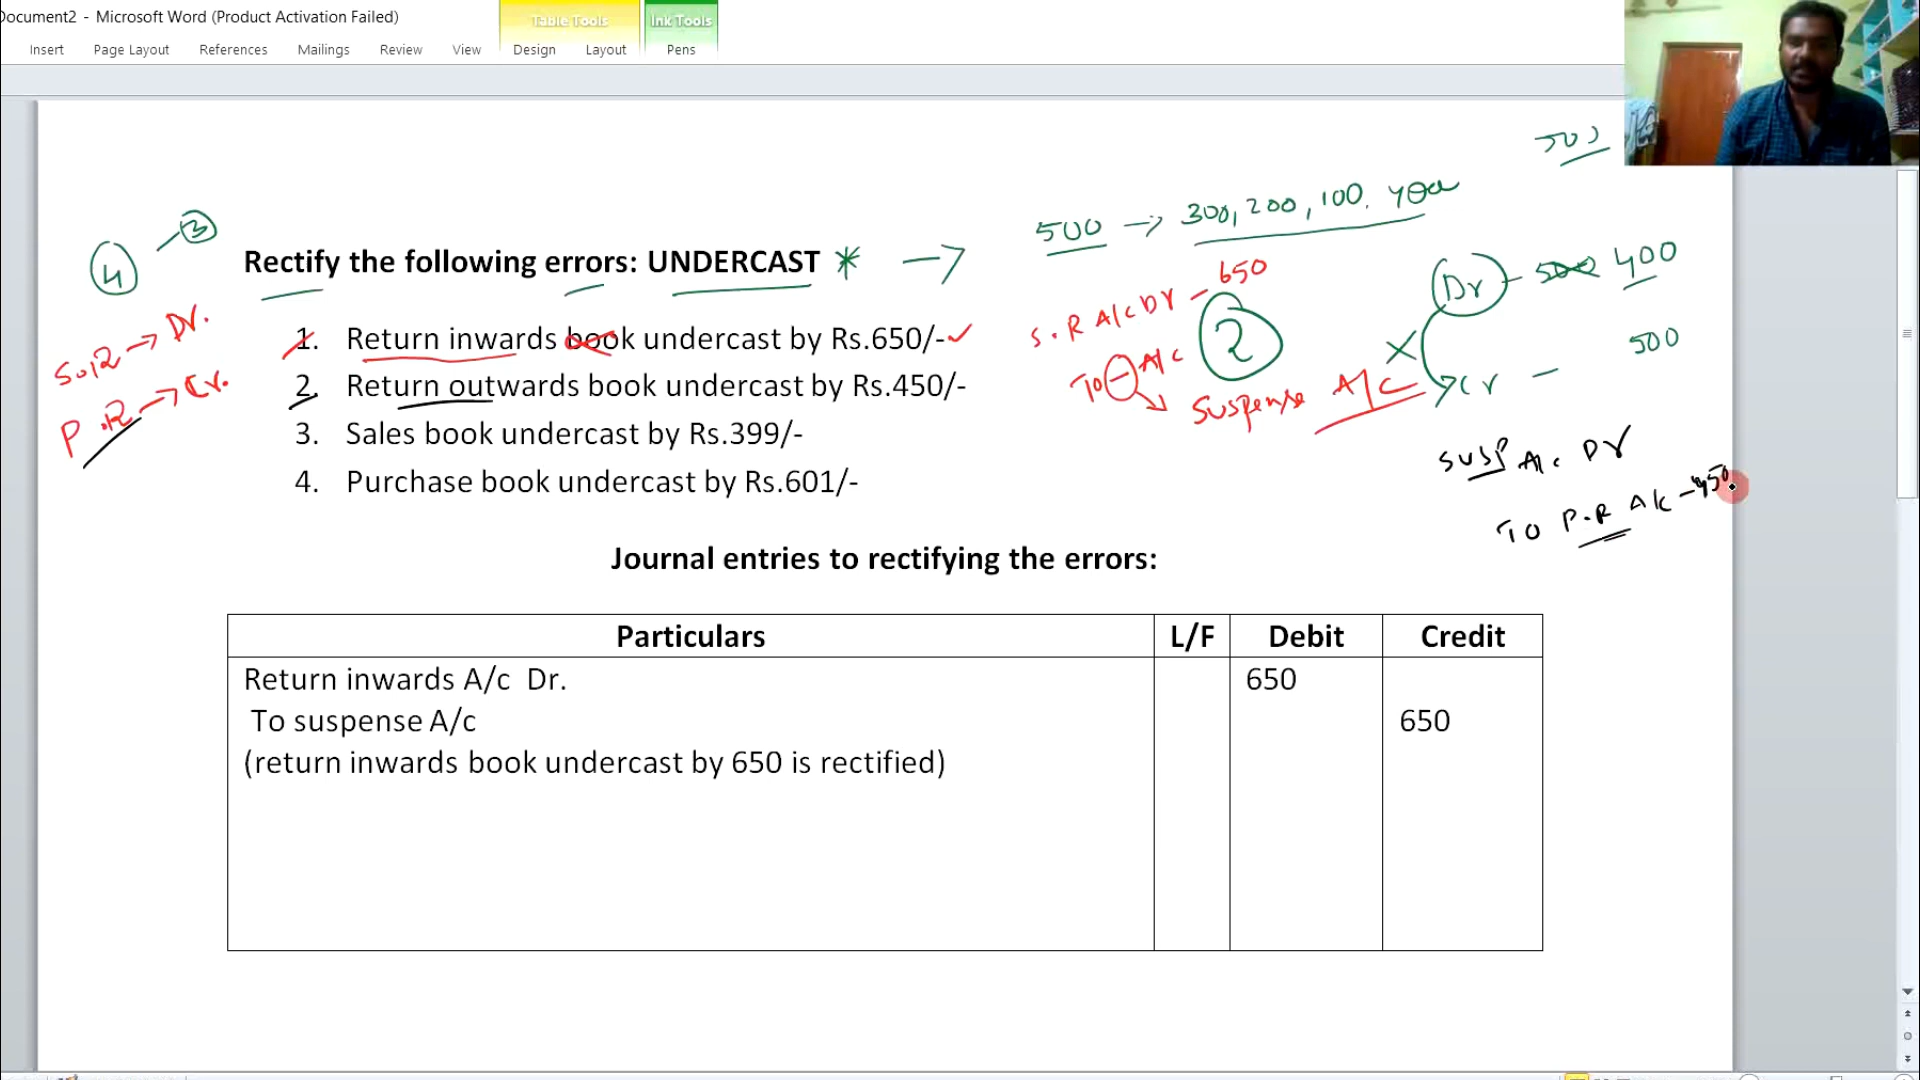 Document2 - Microsoft Word (Product Activation Failed)
Table Tools
Ink Tools
Insert Page Layout References Mailings Review View Design Layout Pens
500 → 300, 200, 100.
4 - 3
Rectify the following errors: UNDERCAST * →
Dr - 500 400
S.R → Dr.
P.R → Cr.
1. Return inwards book undercast by Rs.650/-
2. Return outwards book undercast by Rs.450/-
3. Sales book undercast by Rs.399/-
4. Purchase book undercast by Rs.601/-
S.R A/c Dr - 650
To - A/c
Suspense A/c
2
500
Cr -
Susp A/c Dr
To P.R A/c - 450
Journal entries to rectifying the errors:
Particulars L/F Debit Credit
Return inwards A/c Dr. 650
To suspense A/c 650
(return inwards book undercast by 650 is rectified)